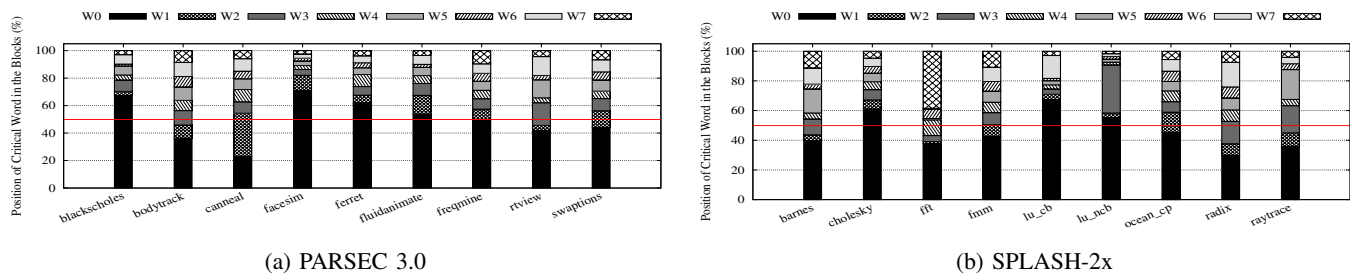 W0 W1 W2 W3 W4 W5 W6 W7
Position of Critical Word in the Blocks (%)
100
80
60
40
20
0
blackscholes bodytrack canneal facesim ferret fluidanimate freqmine rtview swaptions
(a) PARSEC 3.0
W0 W1 W2 W3 W4 W5 W6 W7
Position of Critical Word in the Blocks (%)
100
80
60
40
20
0
barnes cholesky fft fmm lu_cb lu_ncb ocean_cp radix raytrace
(b) SPLASH-2x